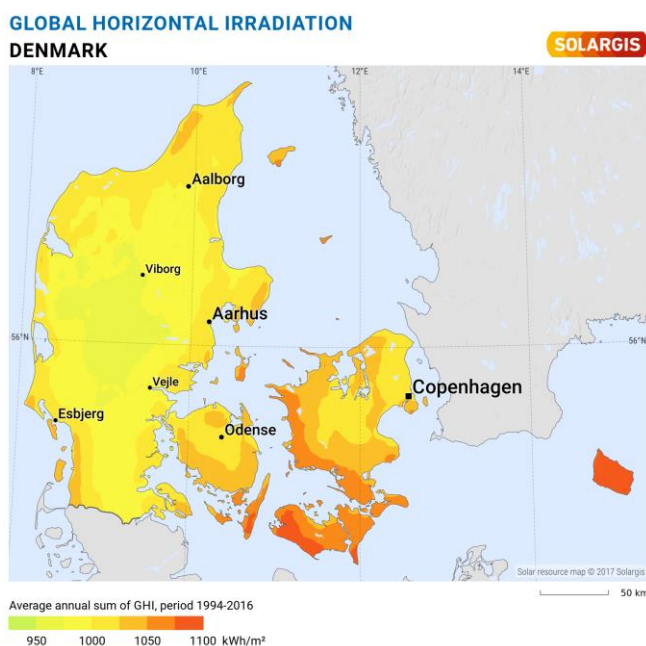 GLOBAL HORIZONTAL IRRADIATION
DENMARK
SOLARGIS
8°E
10°E
12°E
14°E
Aalborg
Viborg
Aarhus
56°N
56°N
Vejle
Copenhagen
Esbjerg
Odense
Solar resource map © 2017 Solargis
50 km
Average annual sum of GHI, period 1994-2016
950 1000 1050 1100 kWh/m²